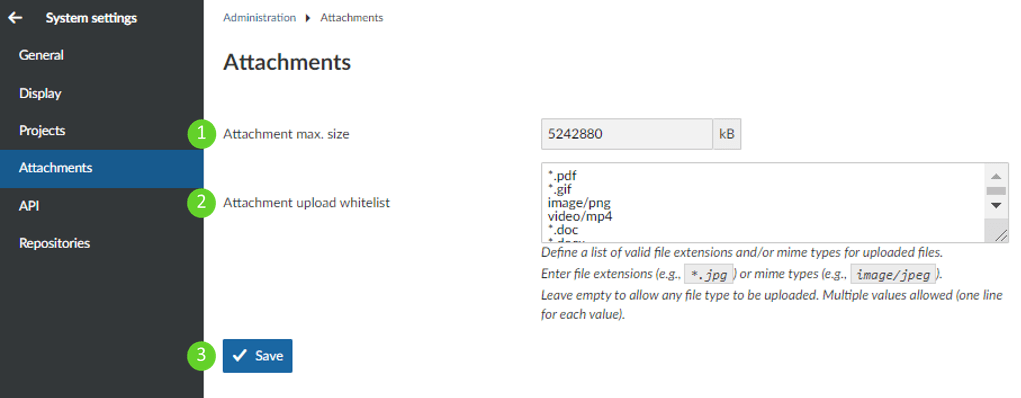 System settings
General
Display
Projects
Attachments
API
Repositories
Administration Attachments
Attachments
1 Attachment max. size 5242880 kB
2 Attachment upload whitelist
*.pdf
*.gif
image/png
video/mp4
*.doc
*.docx
Define a list of valid file extensions and/or mime types for uploaded files.
Enter file extensions (e.g., *.jpg ) or mime types (e.g., image/jpeg ).
Leave empty to allow any file type to be uploaded. Multiple values allowed (one line
for each value).
3 Save